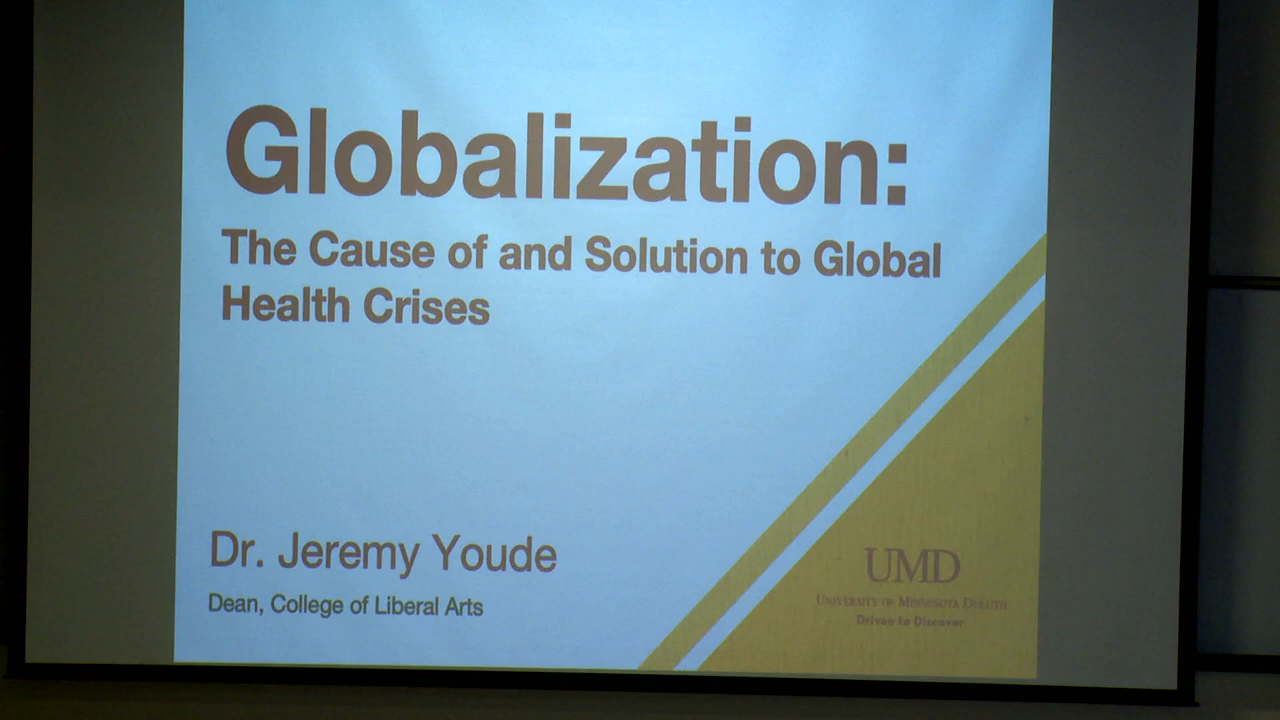 Globalization:
The Cause of and Solution to Global
Health Crises
Dr. Jeremy Youde
Dean, College of Liberal Arts
UMD
University of Minnesota Duluth
Driven to Discover